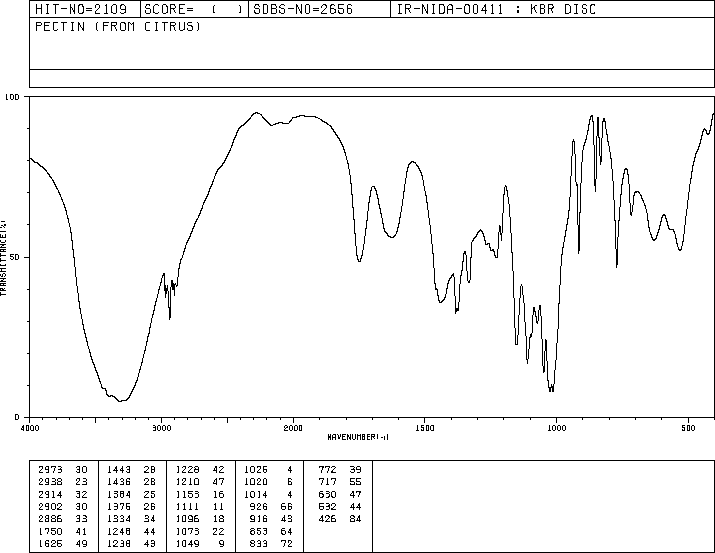 HIT-NO=2109 SCORE= ( ) SDBS-NO=2656 IR-NIDA-00411 : KBR DISC
PECTIN (FROM CITRUS)
100
50
0
TRANSMITTANCE(%)
4000 3000 2000 1500 1000 500
WAVENUMBER(-1)
2973 30 1443 28 1228 42 1026 4 772 39
2938 23 1436 28 1210 47 1020 6 717 55
2914 32 1384 25 1153 16 1014 4 630 47
2902 30 1376 26 1111 11 926 68 532 44
2886 33 1334 34 1096 18 916 43 426 84
1750 41 1248 44 1073 22 853 64
1625 49 1238 43 1049 9 833 72